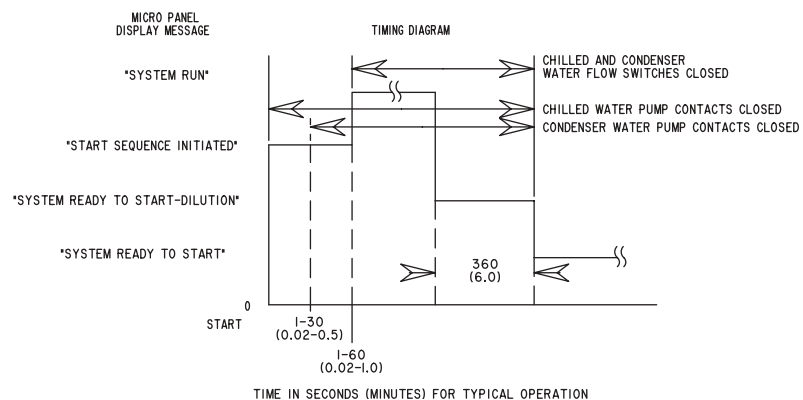 MICRO PANEL
DISPLAY MESSAGE
TIMING DIAGRAM
"SYSTEM RUN"
CHILLED AND CONDENSER
WATER FLOW SWITCHES CLOSED
CHILLED WATER PUMP CONTACTS CLOSED
CONDENSER WATER PUMP CONTACTS CLOSED
"START SEQUENCE INITIATED"
"SYSTEM READY TO START-DILUTION"
"SYSTEM READY TO START"
360
(6.0)
0
START
1-30
(0.02-0.5)
1-60
(0.02-1.0)
TIME IN SECONDS (MINUTES) FOR TYPICAL OPERATION